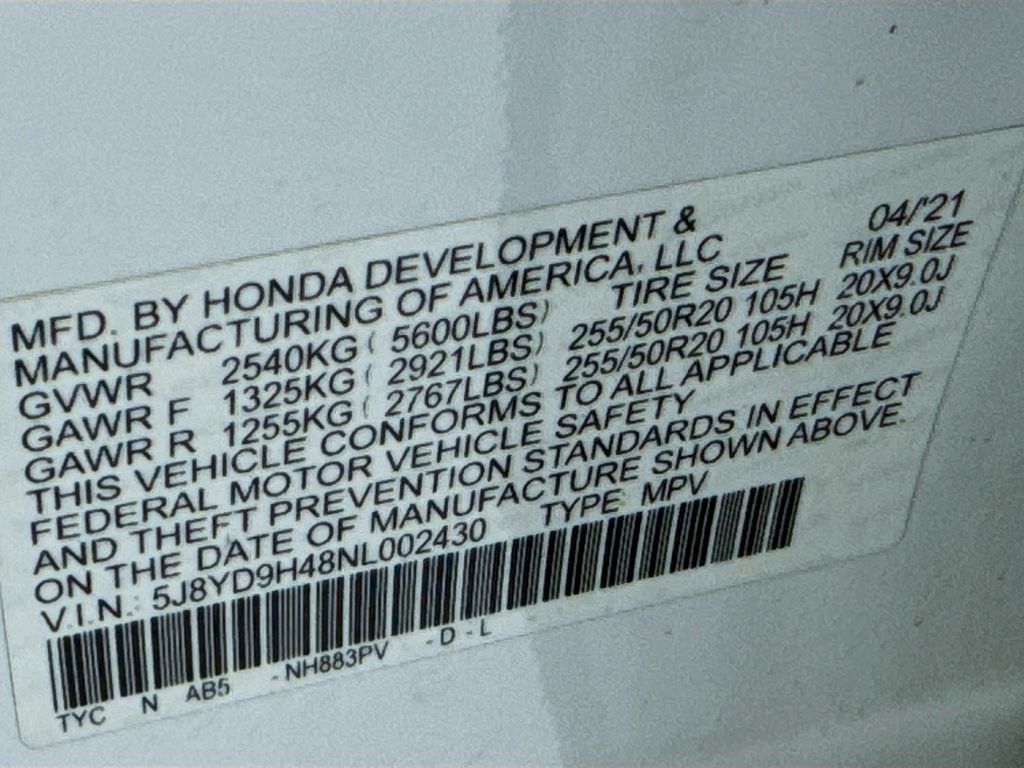 MFD. BY HONDA DEVELOPMENT & 04/'21
MANUFACTURING OF AMERICA, LLC RIM SIZE
GVWR 2540KG ( 5600LBS) TIRE SIZE 20X9.0J
GAWR F 1325KG ( 2921LBS) 255/50R20 105H 20X9.0J
GAWR R 1255KG ( 2767LBS) 255/50R20 105H
THIS VEHICLE CONFORMS TO ALL APPLICABLE
FEDERAL MOTOR VEHICLE SAFETY
AND THEFT PREVENTION STANDARDS IN EFFECT
ON THE DATE OF MANUFACTURE SHOWN ABOVE.
V.I.N.: 5J8YD9H48NL002430 TYPE MPV
TYC N AB5 - NH883PV - D - L